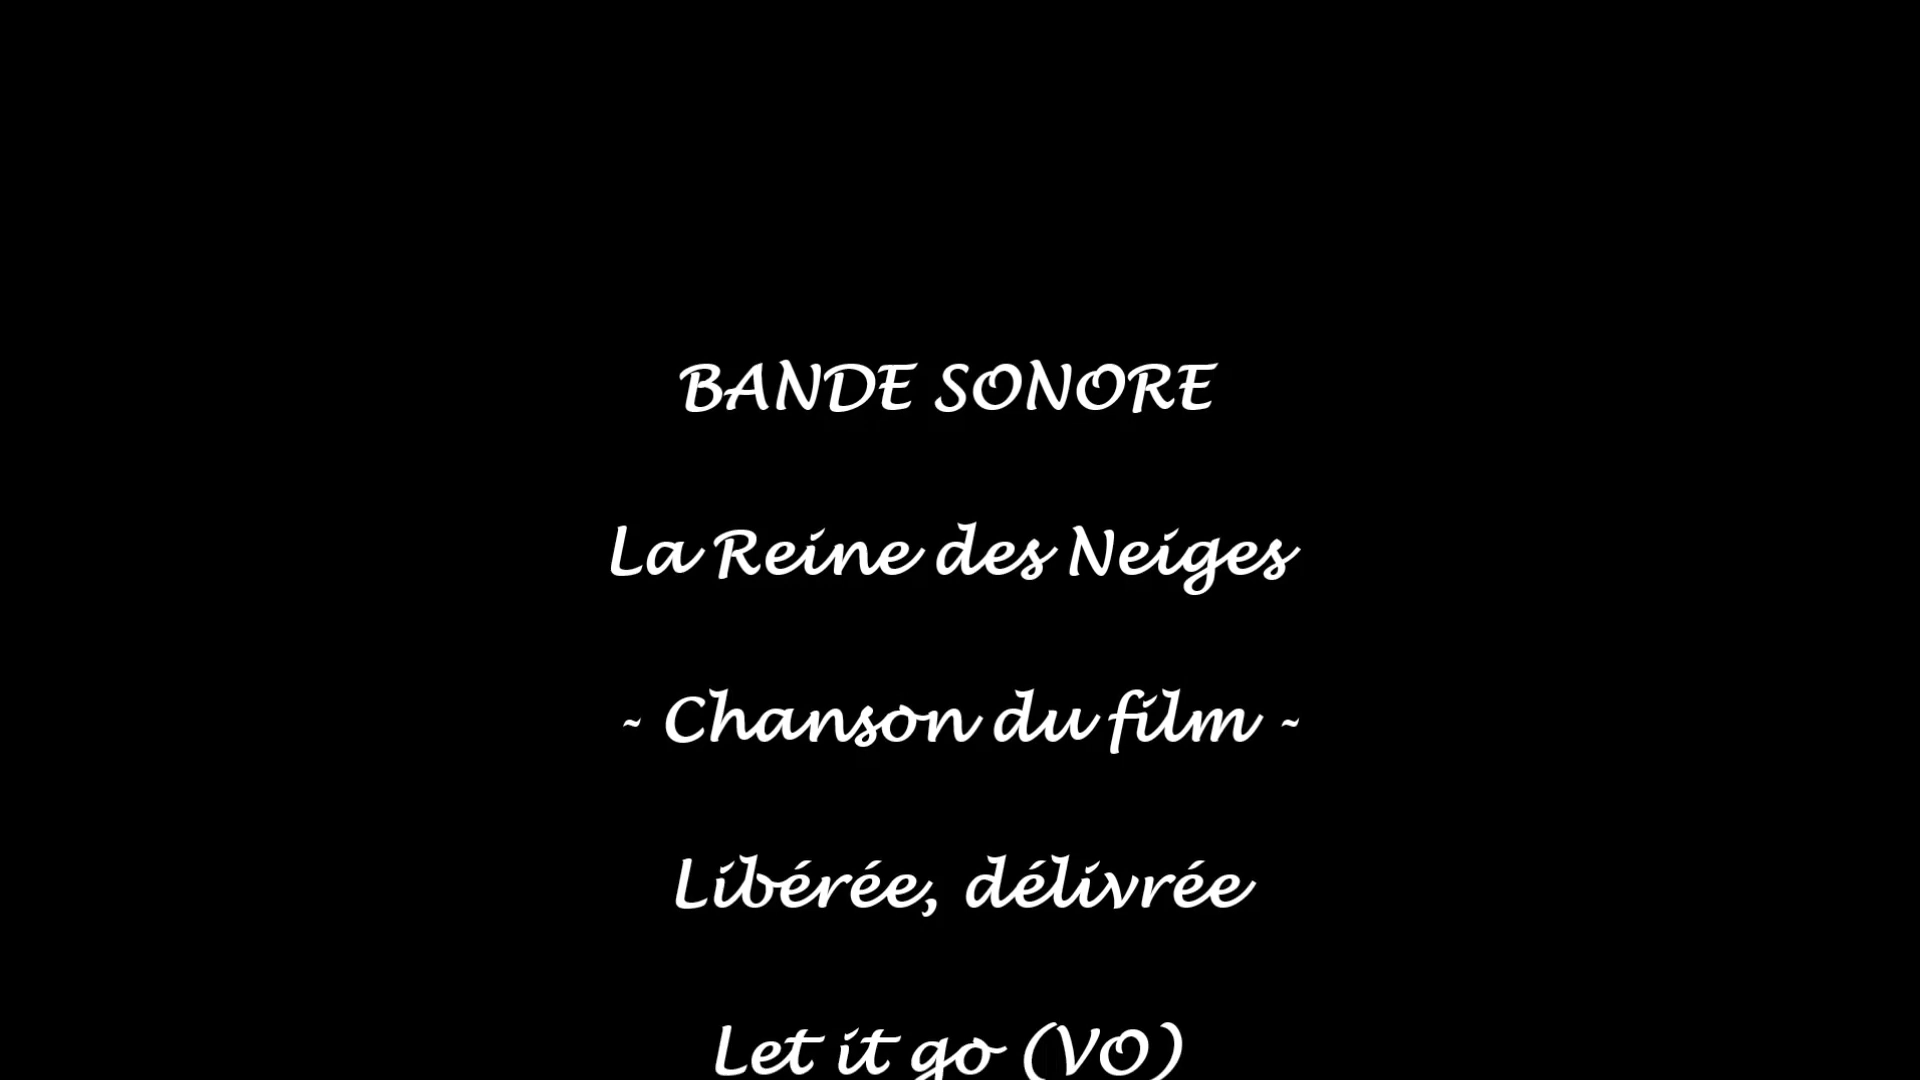 BANDE SONORE
La Reine des Neiges
- Chanson du film -
Libérée, délivrée
Let it go (VO)